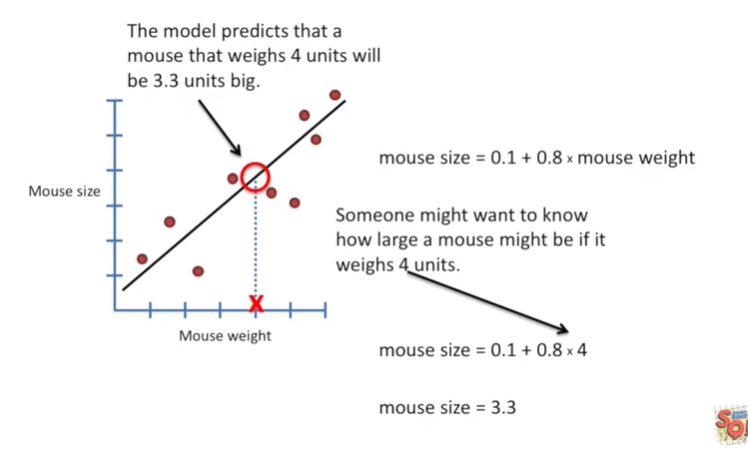 The model predicts that a
mouse that weighs 4 units will
be 3.3 units big.
mouse size = 0.1 + 0.8 × mouse weight
Mouse size
Someone might want to know
how large a mouse might be if it
weighs 4 units.
X
Mouse weight
mouse size = 0.1 + 0.8 × 4
mouse size = 3.3
SQ!